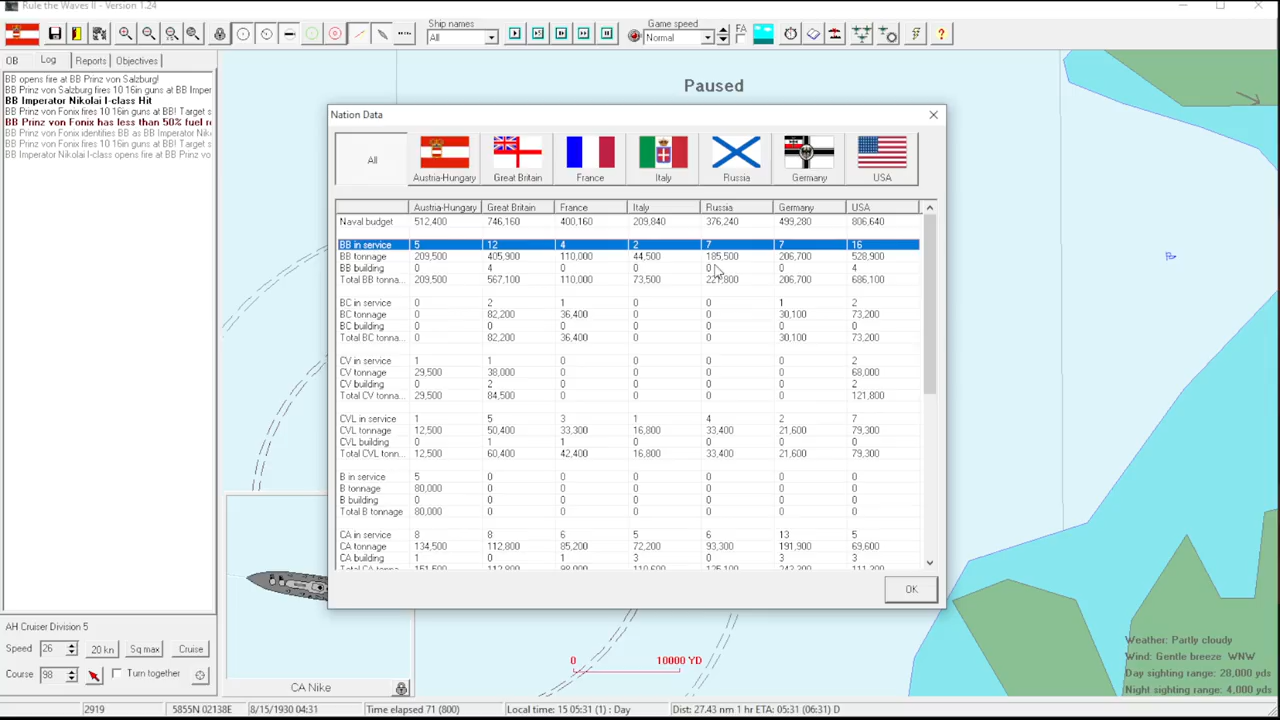 Rule the Waves II - Version 1.24
Ship names
All
Game speed
Normal
FA
OB Log Reports Objectives
BB opens fire at BB Prinz von Salzburg!
BB Prinz von Salzburg fires 10 16in guns at BB Imper
BB Imperator Nikolai I-class Hit
BB Prinz von Fonix fires 10 16in guns at BB! Target s
BB Prinz von Fonix has less than 50% fuel r
BB Prinz von Fonix identifies BB as BB Imperator Nik
BB Prinz von Fonix fires 10 16in guns at BB! Target s
BB Imperator Nikolai I-class opens fire at BB Prinz vo
Paused
Nation Data
All Austria-Hungary Great Britain France Italy Russia Germany USA
Austria-Hungary Great Britain France Italy Russia Germany USA
Naval budget 512,400 746,160 400,160 209,840 376,240 499,280 806,640
BB in service 5 12 4 2 7 7 16
BB tonnage 209,500 405,900 110,000 44,500 185,500 206,700 528,900
BB building 0 4 0 0 0 0 4
Total BB tonna... 209,500 567,100 110,000 73,500 206,700 686,100
BC in service 0 2 1 0 0 1 2
BC tonnage 0 82,200 36,400 0 0 30,100 73,200
BC building 0 0 0 0 0 0 0
Total BC tonna... 0 82,200 36,400 0 0 30,100 73,200
CV in service 1 1 0 0 0 0 2
CV tonnage 29,500 38,000 0 0 0 0 68,000
CV building 0 2 0 0 0 0 2
Total CV tonna... 29,500 84,500 0 0 0 0 121,800
CVL in service 1 5 3 1 4 2 7
CVL tonnage 12,500 50,400 33,300 16,800 33,400 21,600 79,300
CVL building 0 1 1 0 0 0 0
Total CVL tonn... 12,500 60,400 42,400 16,800 33,400 21,600 79,300
B in service 5 0 0 0 0 0 0
B tonnage 80,000 0 0 0 0 0 0
B building 0 0 0 0 0 0 0
Total B tonnage 80,000 0 0 0 0 0 0
CA in service 8 8 6 5 6 13 5
CA tonnage 134,500 112,800 85,200 72,200 93,300 191,900 69,600
CA building 1 0 1 3 0 3 3
OK
AH Cruiser Division 5
Speed 26 20 kn Sq max Cruise
Course 98 Turn together
CA Nike
0 10000 YD
Weather: Partly cloudy
Wind: Gentle breeze WNW
Day sighting range: 28,000 yds
Night sighting range: 4,000 yds
2919 5855N 02138E 8/15/1930 04:31 Time elapsed 71 (800) Local time: 15 05:31 () : Day Dist: 27.43 nm 1 hr ETA: 05:31 (06:31) D